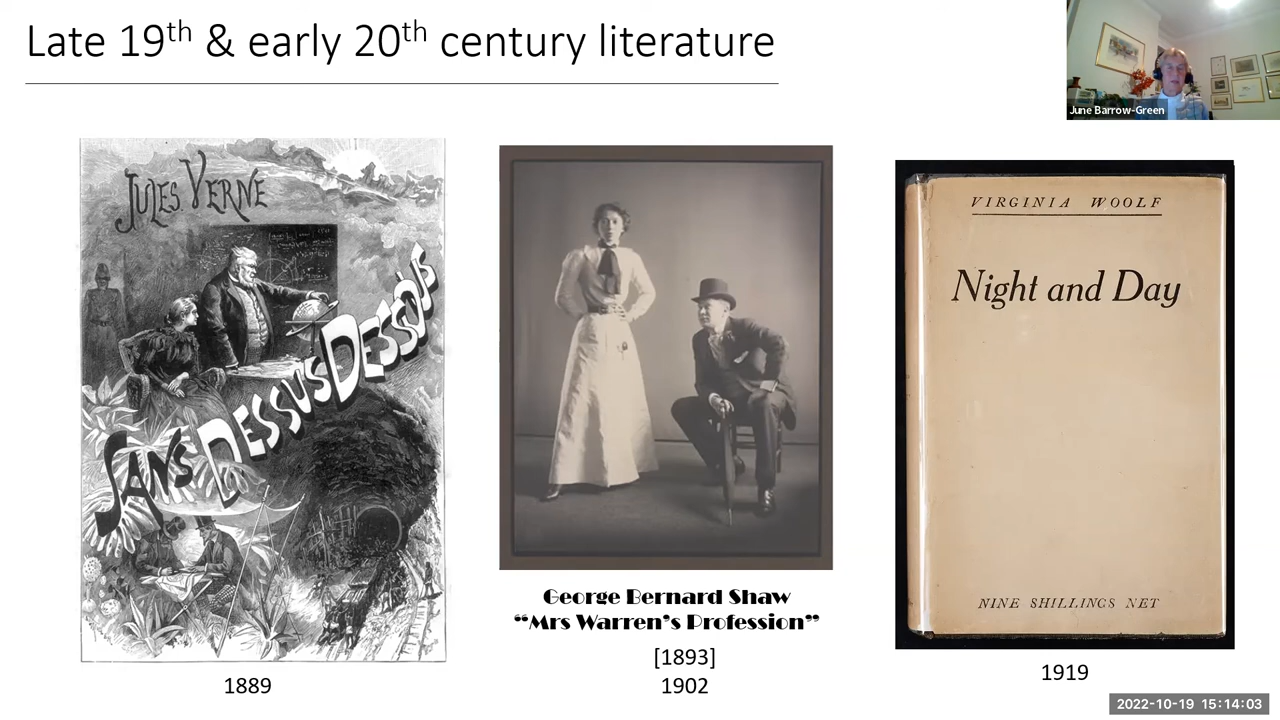 Late 19th & early 20th century literature
June Barrow-Green
JULES VERNE
SANS DESSUS DESSOUS
1889
George Bernard Shaw
“Mrs Warren’s Profession”
[1893]
1902
VIRGINIA WOOLF
Night and Day
NINE SHILLINGS NET
1919
2022-10-19 15:14:03